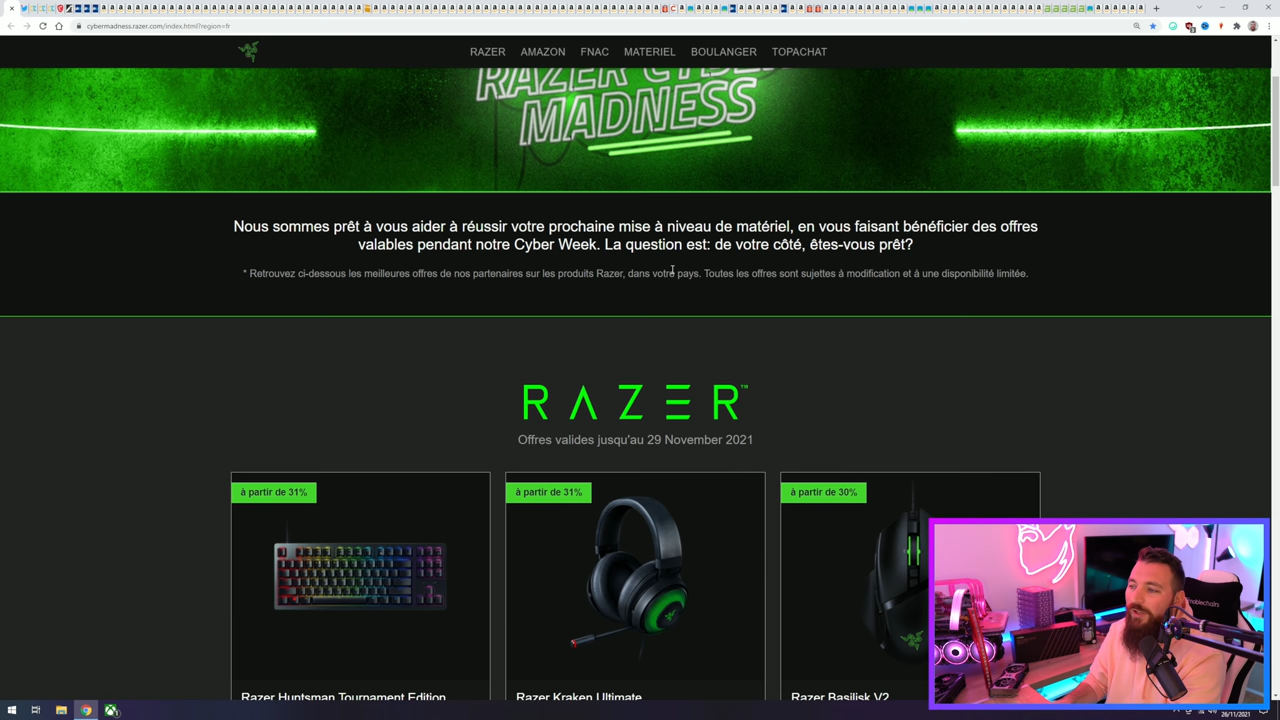 cybermadness.razer.com/index.html?region=fr
RAZER AMAZON FNAC MATERIEL BOULANGER TOPACHAT
RAZER CYBER
MADNESS
Nous sommes prêt à vous aider à réussir votre prochaine mise à niveau de matériel, en vous faisant bénéficier des offres
valables pendant notre Cyber Week. La question est: de votre côté, êtes-vous prêt?
* Retrouvez ci-dessous les meilleures offres de nos partenaires sur les produits Razer, dans votre pays. Toutes les offres sont sujettes à modification et à une disponibilité limitée.
RAZER™
Offres valides jusqu'au 29 November 2021
à partir de 31%
à partir de 31%
à partir de 30%
Razer Huntsman Tournament Edition
Razer Kraken Ultimate
Razer Basilisk V2
noblechairs
26/11/2021